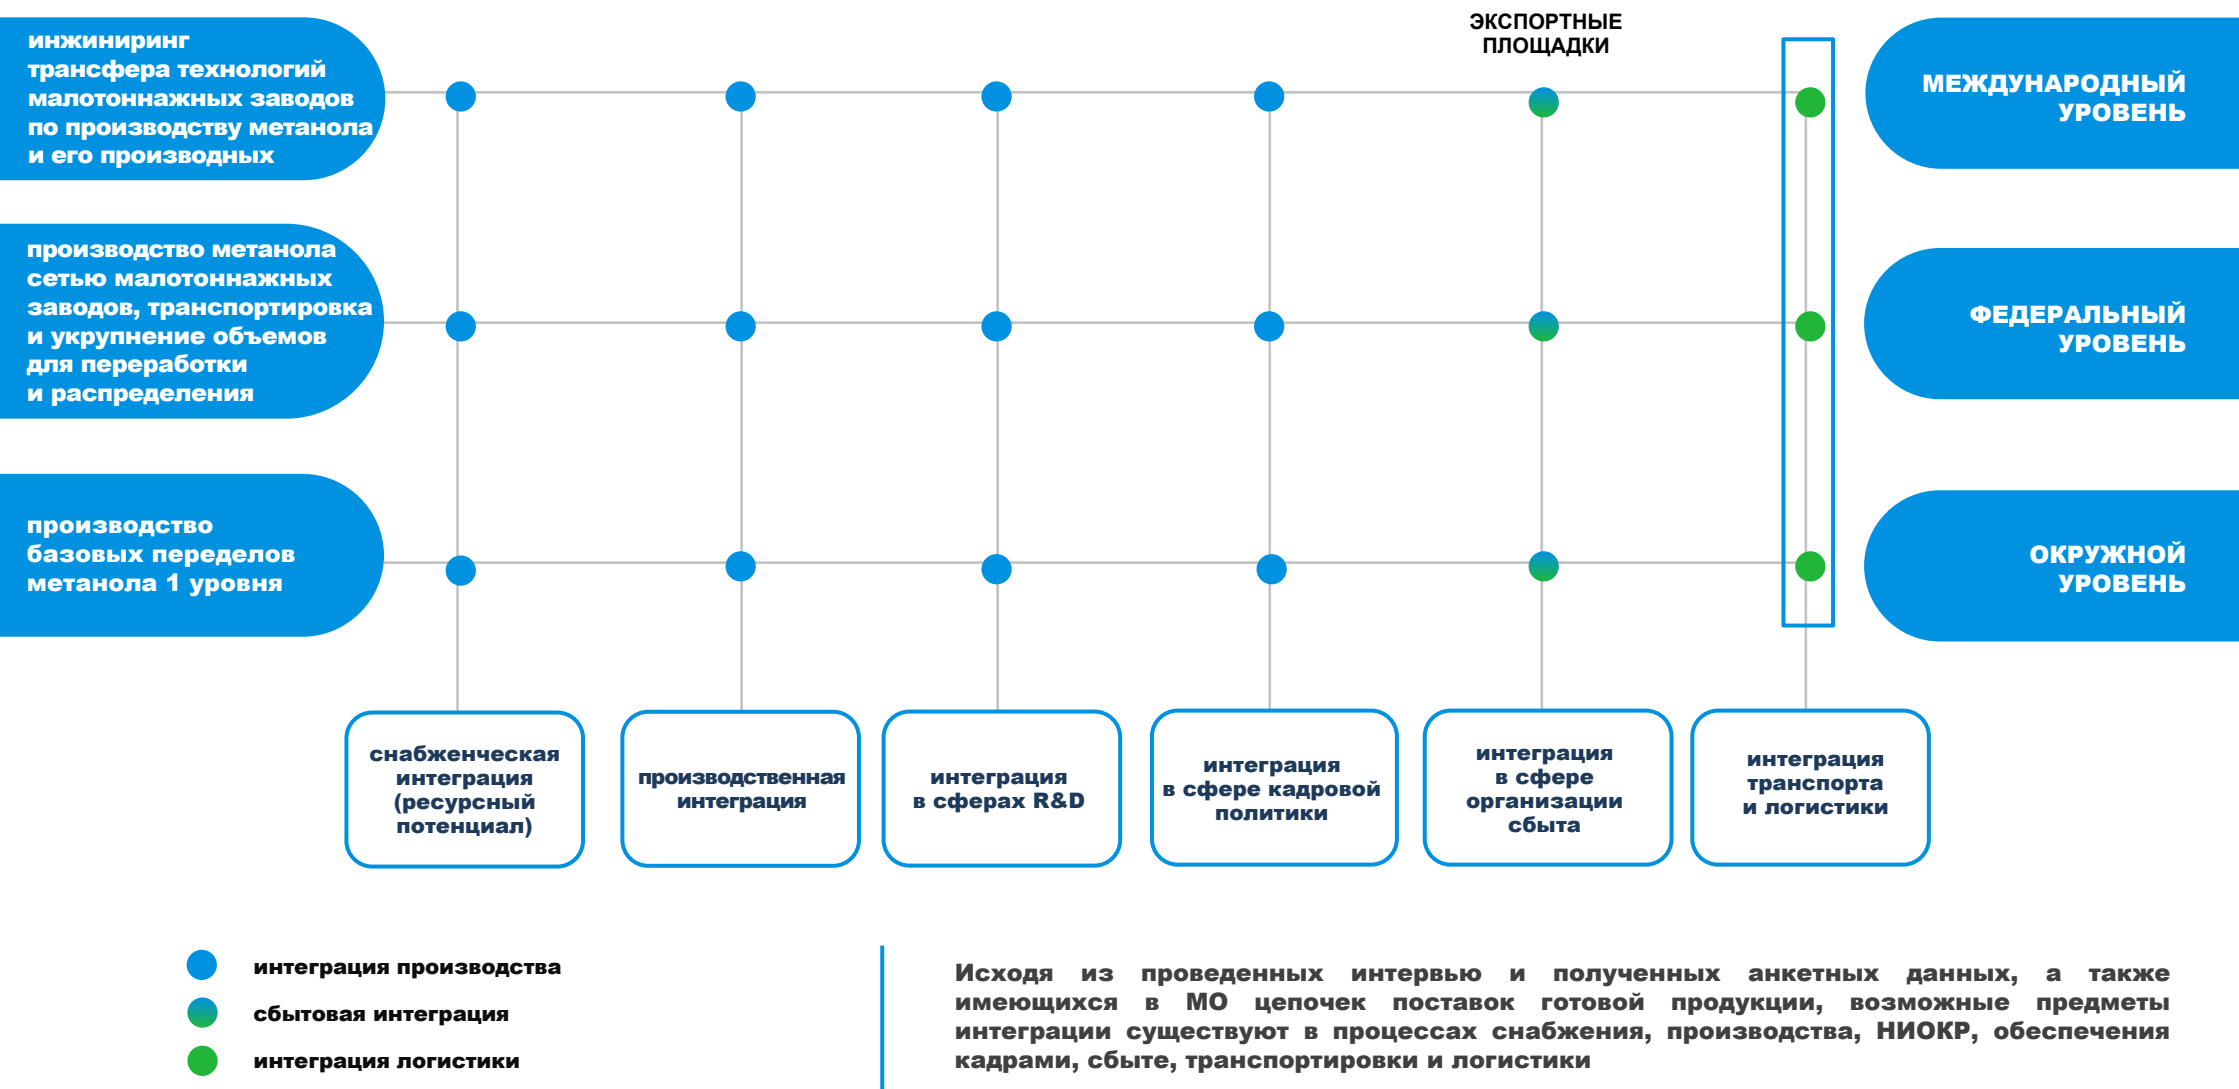 ЭКСПОРТНЫЕ
ПЛОЩАДКИ
инжиниринг
трансфера технологий
малотоннажных заводов
по производству метанола
и его производных
МЕЖДУНАРОДНЫЙ
УРОВЕНЬ
производство метанола
сетью малотоннажных
заводов, транспортировка
и укрупнение объемов
для переработки
и распределения
ФЕДЕРАЛЬНЫЙ
УРОВЕНЬ
производство
базовых переделов
метанола 1 уровня
ОКРУЖНОЙ
УРОВЕНЬ
снабженческая
интеграция
(ресурсный
потенциал)
производственная
интеграция
интеграция
в сферах R&D
интеграция
в сфере кадровой
политики
интеграция
в сфере
организации
сбыта
интеграция
транспорта
и логистики
интеграция производства
сбытовая интеграция
интеграция логистики
Исходя из проведенных интервью и полученных анкетных данных, а также
имеющихся в МО цепочек поставок готовой продукции, возможные предметы
интеграции существуют в процессах снабжения, производства, НИОКР, обеспечения
кадрами, сбыте, транспортировки и логистики